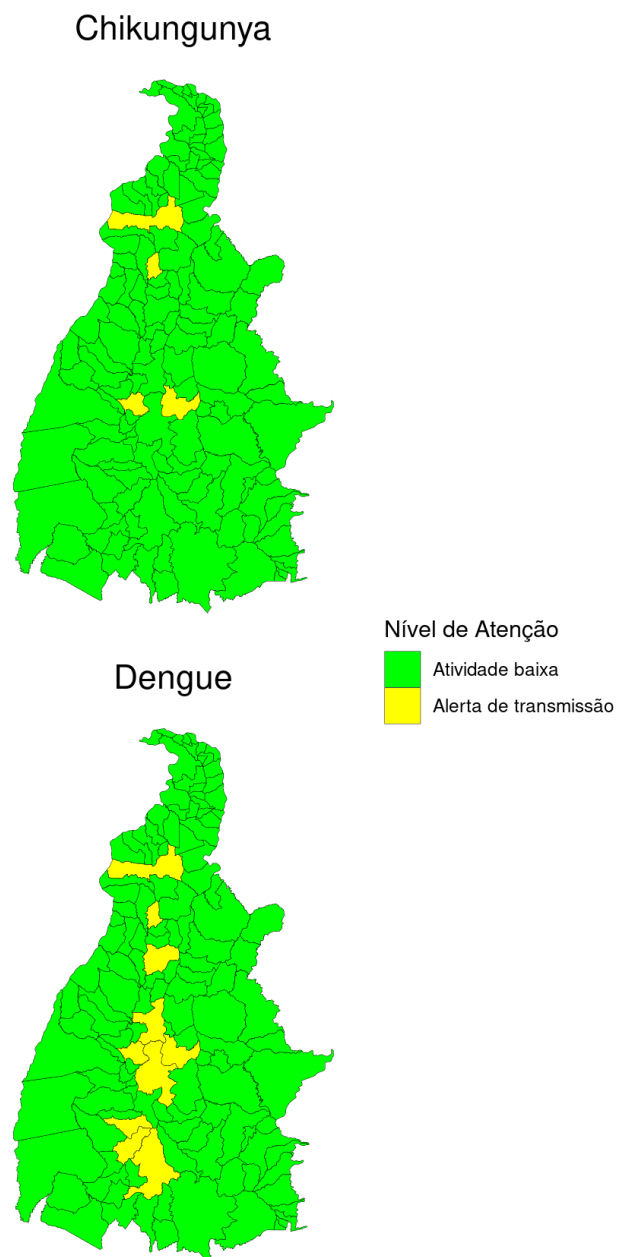 Chikungunya
Nível de Atenção
Atividade baixa
Alerta de transmissão
Dengue